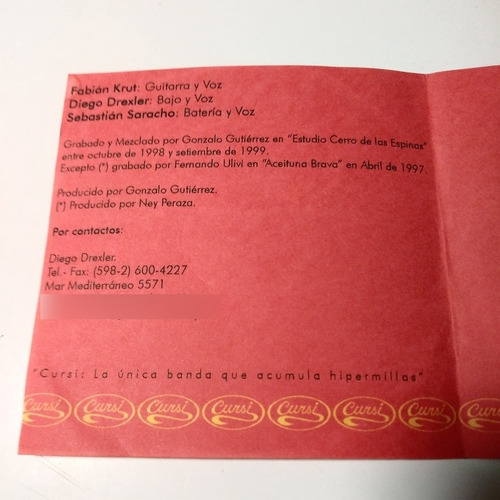 Fabián Krut: Guitarra y Voz
Diego Drexler: Bajo y Voz
Sebastián Saracho: Batería y Voz
Grabado y Mezclado por Gonzalo Gutiérrez en "Estudio Cerro de las Espinas"
entre octubre de 1998 y setiembre de 1999.
Excepto (*) grabado por Fernando Ulivi en "Aceituna Brava" en Abril de 1997.
Producido por Gonzalo Gutiérrez.
(*) Producido por Ney Peraza.
Por contactos:
Diego Drexler.
Tel.- Fax: (598-2) 600-4227
Mar Mediterráneo 5571
"Cursi: La única banda que acumula hipermillas"
Cursi Cursi Cursi Cursi Cursi Cursi Cursi Cursi